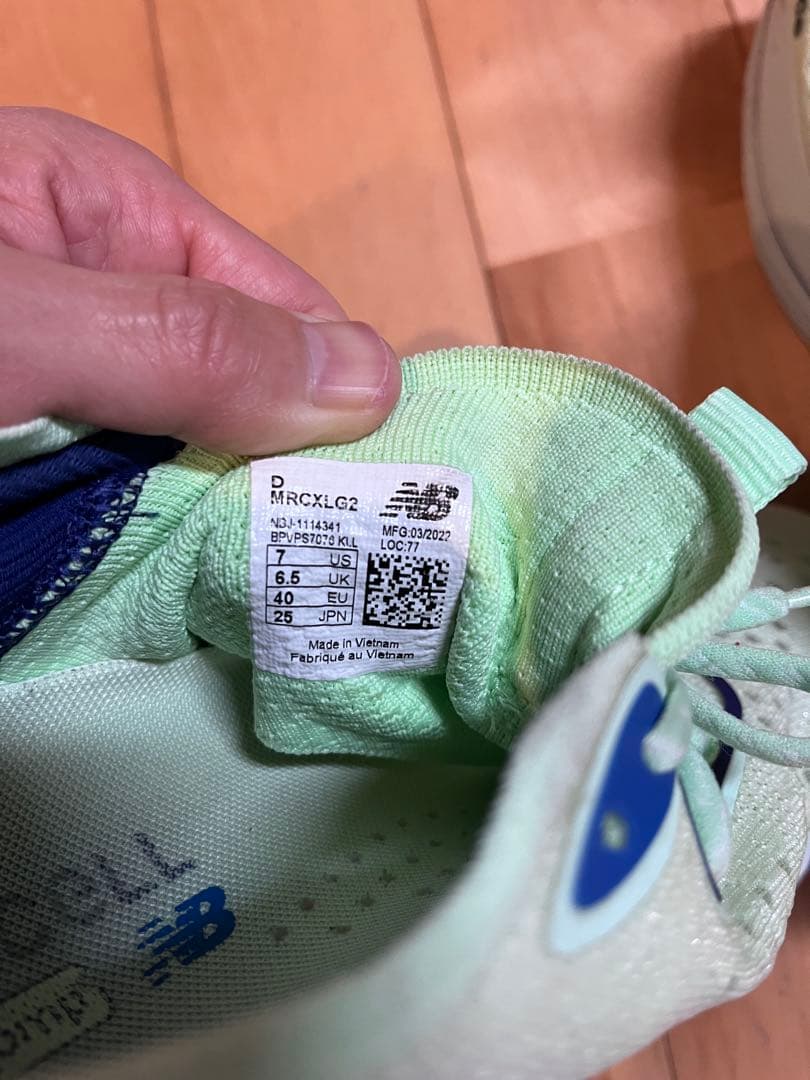 D
MRCXLG2
NB
NBJ-1114341
BPVPS7076 KLL
MFG:03/2022
LOC:77
7 US
6.5 UK
40 EU
25 JPN
Made in Vietnam
Fabriqué au Vietnam
NB